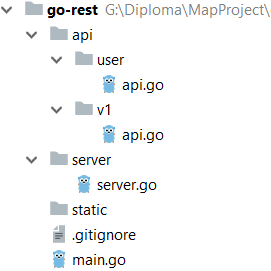 go-rest G:\Diploma\MapProject\
api
user
api.go
v1
api.go
server
server.go
static
.gitignore
main.go